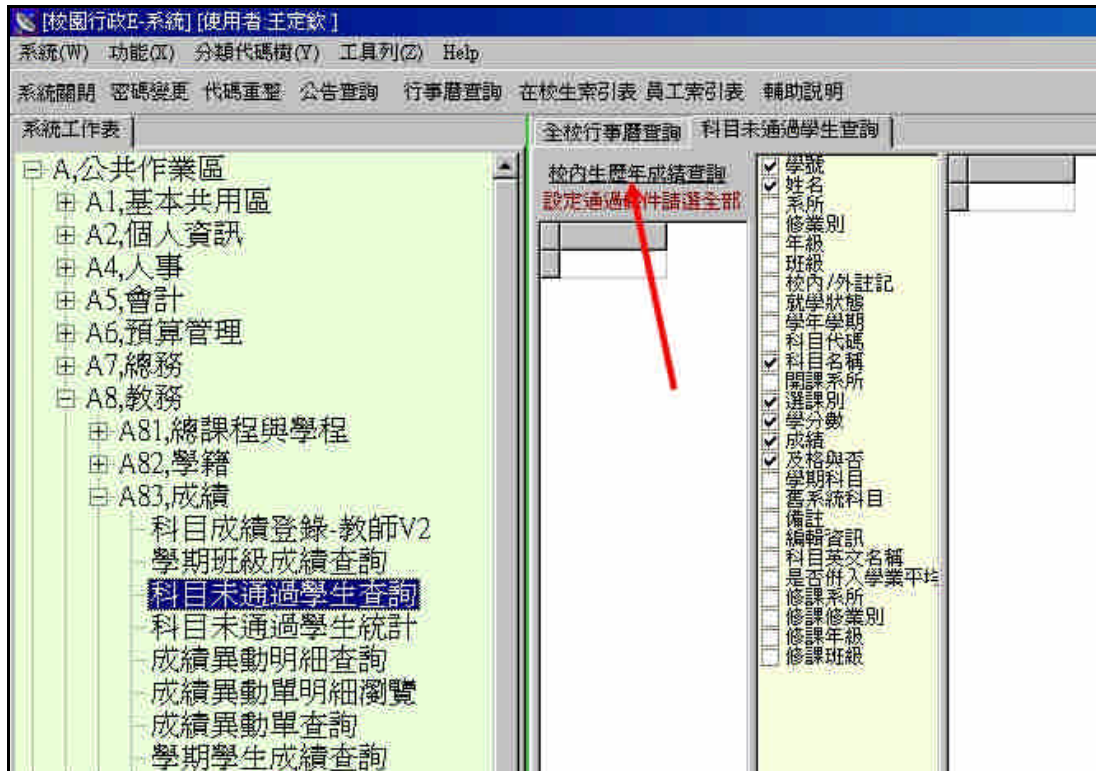 [校園行政E-系統] [使用者 王定欽 ]
系統(W) 功能(X) 分類代碼樹(Y) 工具列(Z) Help
系統關閉 密碼變更 代碼重整 公告查詢 行事曆查詢 在校生索引表 員工索引表 輔助說明
系統工作表
A,公共作業區
A1,基本共用區
A2,個人資訊
A4,人事
A5,會計
A6,預算管理
A7,總務
A8,教務
A81,總課程與學程
A82,學籍
A83,成績
科目成績登錄-教師V2
學期班級成績查詢
科目未通過學生查詢
科目未通過學生統計
成績異動明細查詢
成績異動單明細瀏覽
成績異動單查詢
學期學生成績查詢
全校行事曆查詢 科目未通過學生查詢
校內生歷年成績查詢
設定通過條件請選全部
學號
姓名
系所
修業別
年級
班級
校內/外註記
就學狀態
學年學期
科目代碼
科目名稱
開課系所
選課別
學分數
成績
及格與否
學期科目
舊系統科目
備註
編輯資訊
科目英文名稱
是否併入學業平均
修課系所
修課修業別
修課年級
修課班級